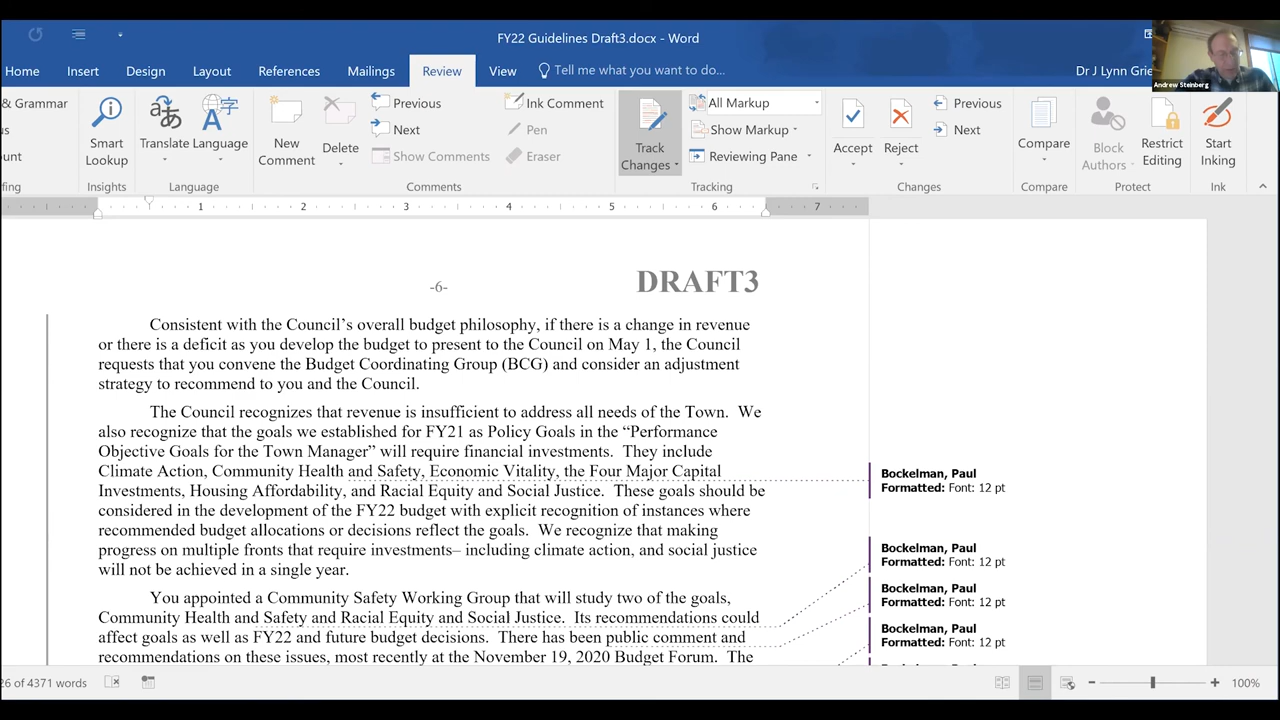 FY22 Guidelines Draft3.docx - Word
Home Insert Design Layout References Mailings Review View Tell me what you want to do... Dr J Lynn Grie
Andrew Steinberg
& Grammar
Smart Lookup
Insights
Translate Language
Language
New Comment
Delete
Previous
Next
Show Comments
Ink Comment
Pen
Eraser
Comments
Track Changes
All Markup
Show Markup
Reviewing Pane
Tracking
Accept
Reject
Previous
Next
Changes
Compare
Compare
Block Authors
Restrict Editing
Protect
Start Inking
Ink
1 2 3 4 5 6 7
-6- DRAFT3
Consistent with the Council's overall budget philosophy, if there is a change in revenue
or there is a deficit as you develop the budget to present to the Council on May 1, the Council
requests that you convene the Budget Coordinating Group (BCG) and consider an adjustment
strategy to recommend to you and the Council.
The Council recognizes that revenue is insufficient to address all needs of the Town. We
also recognize that the goals we established for FY21 as Policy Goals in the “Performance
Objective Goals for the Town Manager” will require financial investments. They include
Climate Action, Community Health and Safety, Economic Vitality, the Four Major Capital
Investments, Housing Affordability, and Racial Equity and Social Justice. These goals should be
considered in the development of the FY22 budget with explicit recognition of instances where
recommended budget allocations or decisions reflect the goals. We recognize that making
progress on multiple fronts that require investments– including climate action, and social justice
will not be achieved in a single year.
You appointed a Community Safety Working Group that will study two of the goals,
Community Health and Safety and Racial Equity and Social Justice. Its recommendations could
affect goals as well as FY22 and future budget decisions. There has been public comment and
recommendations on these issues, most recently at the November 19, 2020 Budget Forum. The
Bockelman, Paul
Formatted: Font: 12 pt
Bockelman, Paul
Formatted: Font: 12 pt
Bockelman, Paul
Formatted: Font: 12 pt
Bockelman, Paul
Formatted: Font: 12 pt
26 of 4371 words
100%